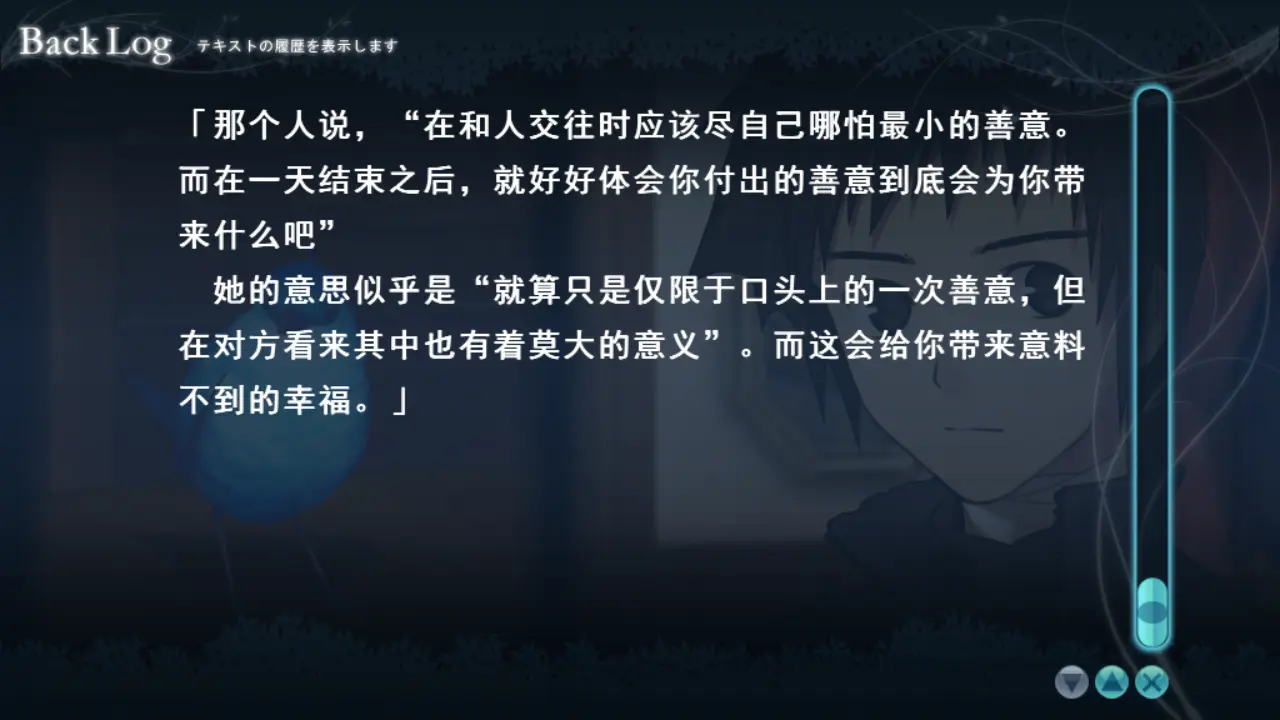 Back Log テキストの履歴を表示します
「那个人说，“在和人交往时应该尽自己哪怕最小的善意。
而在一天结束之后，就好好体会你付出的善意到底会为你带
来什么吧”
她的意思似乎是“就算只是仅限于口头上的一次善意，但
在对方看来其中也有着莫大的意义”。而这会给你带来意料
不到的幸福。」